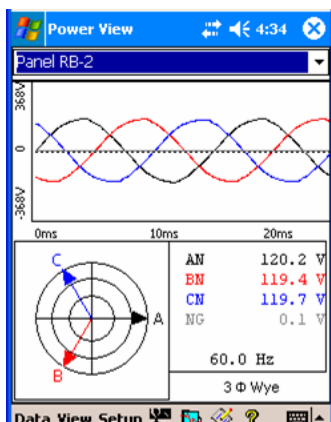 Power View 4:34
Panel RB-2
368V
0
-368V
0ms 10ms 20ms
C
A
B
AN 120.2 V
BN 119.4 V
CN 119.7 V
NG 0.1 V
60.0 Hz
3 Φ Wye
Data View Setup